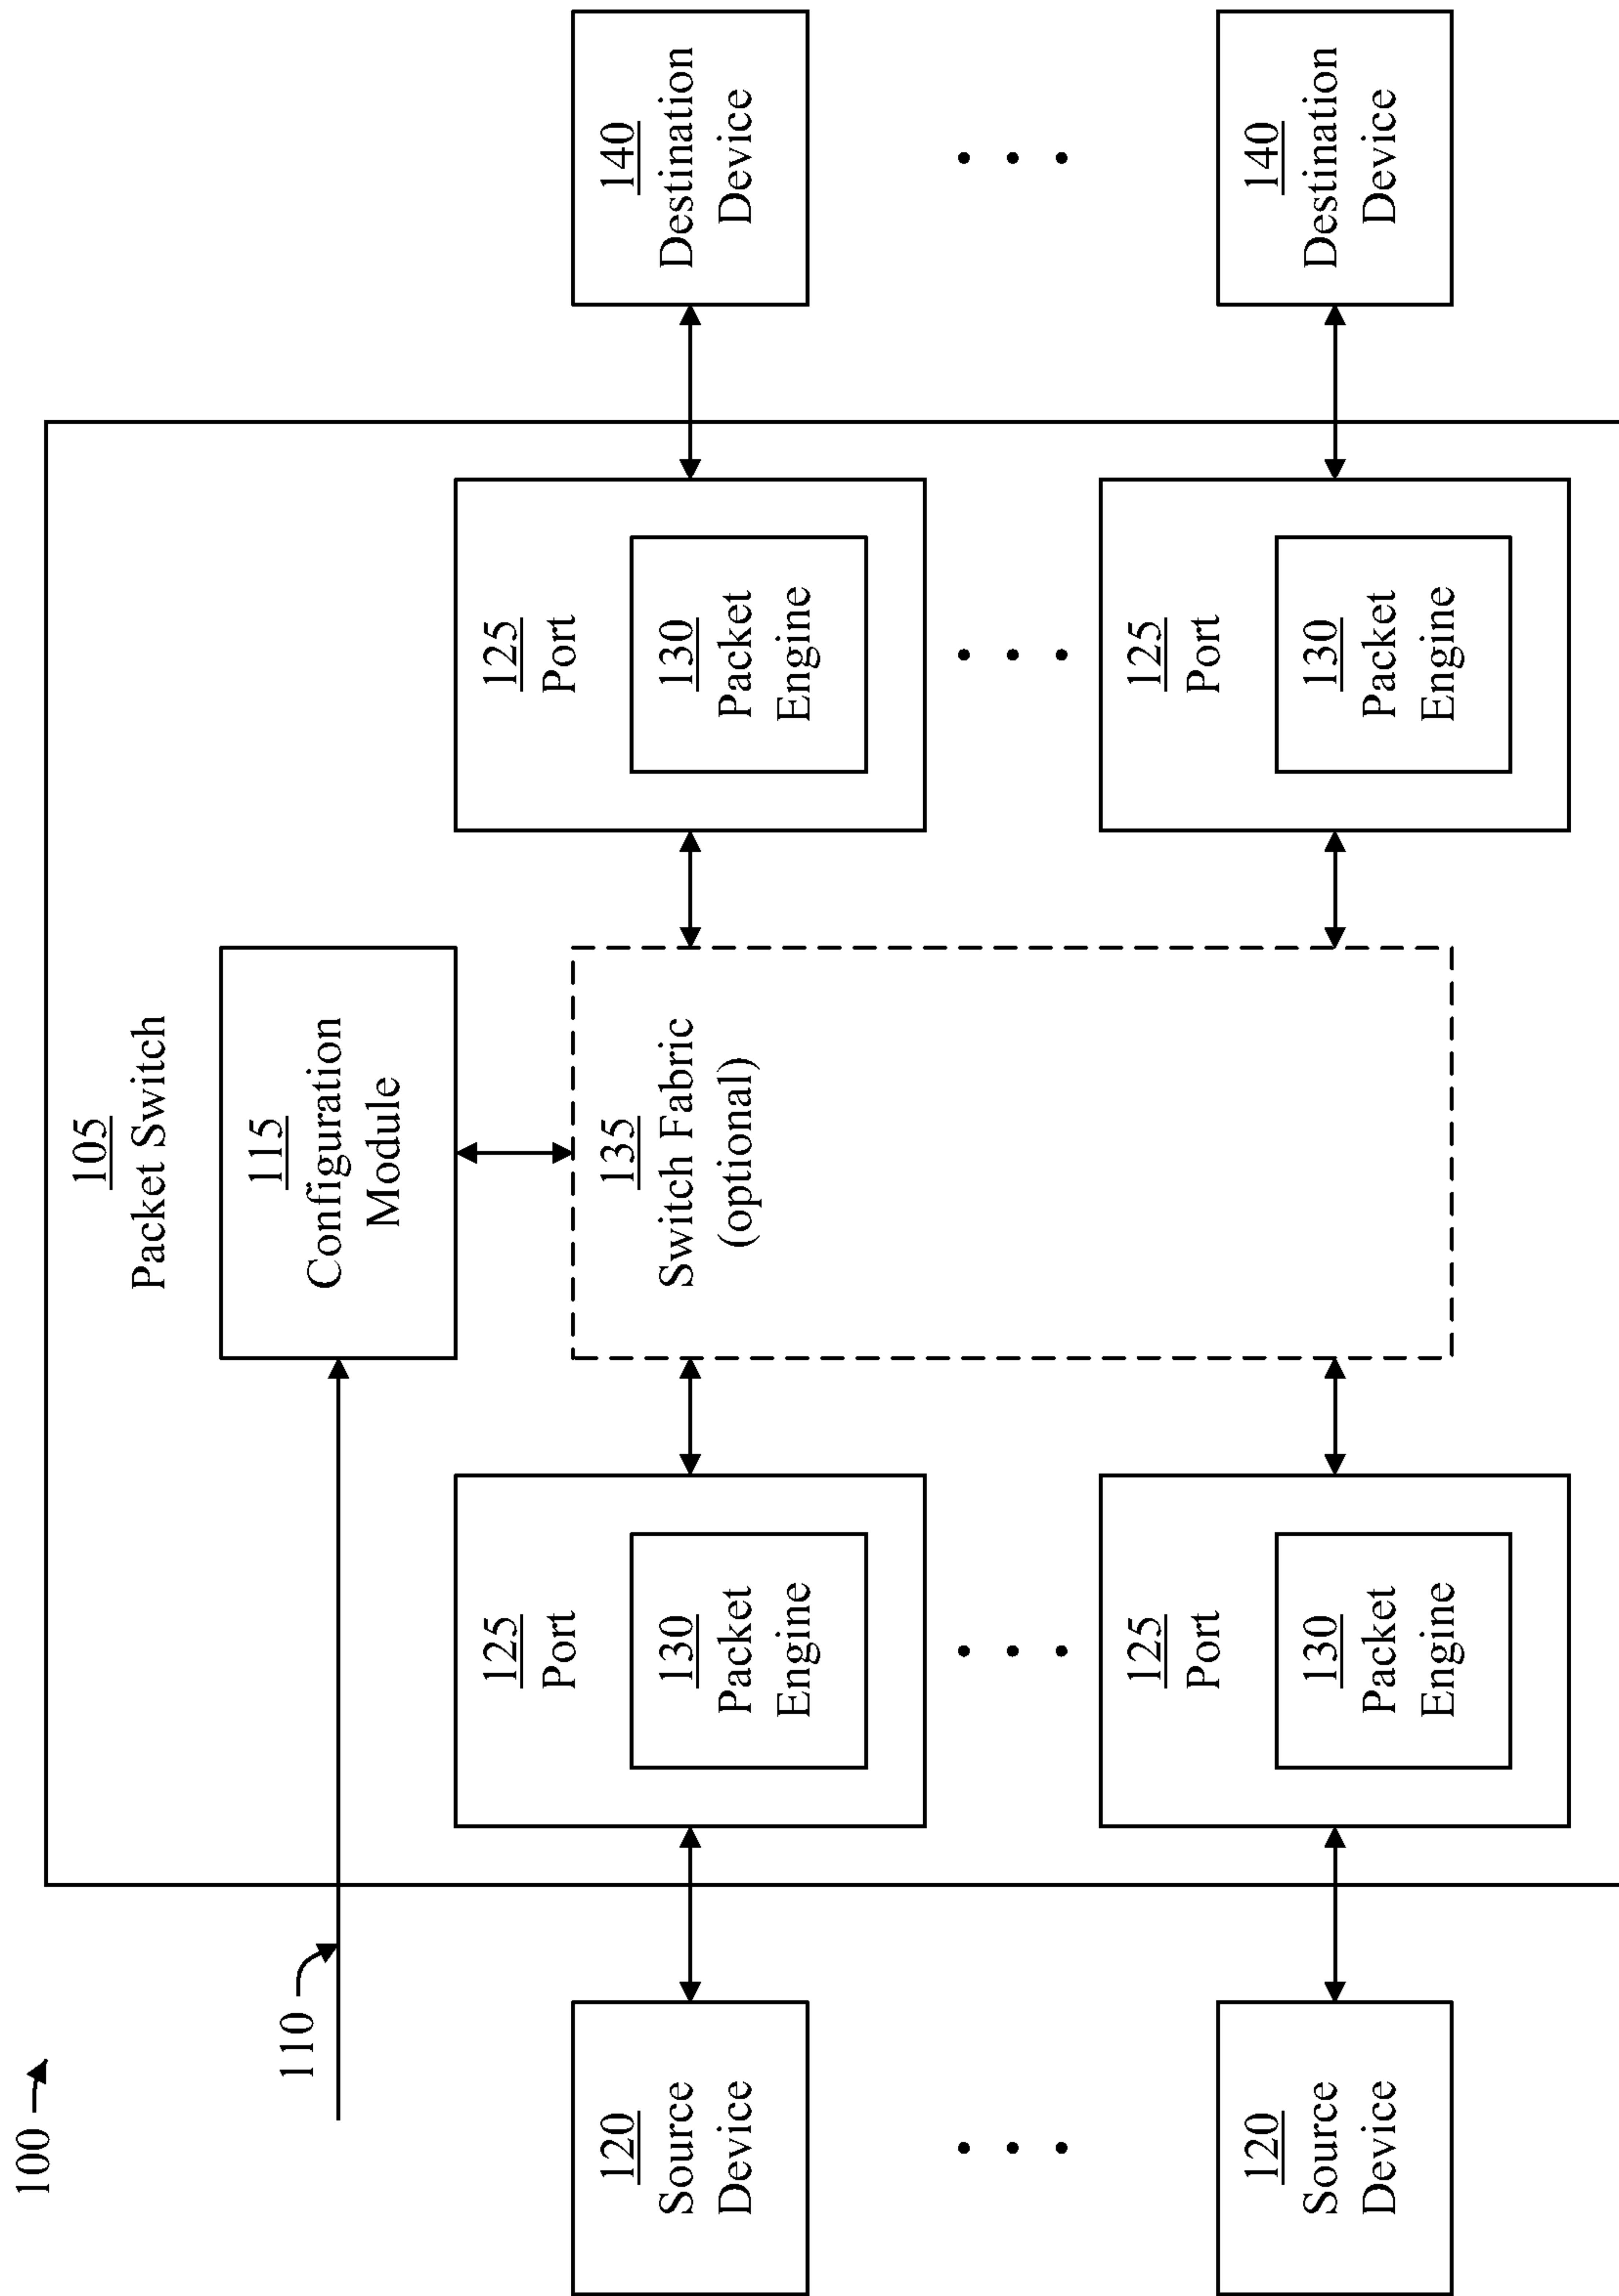 100
105
Packet Switch
110
115
Configuration
Module
120
Source
Device
125
Port
130
Packet
Engine
135
Switch Fabric
(optional)
125
Port
130
Packet
Engine
140
Destination
Device
120
Source
Device
125
Port
130
Packet
Engine
125
Port
130
Packet
Engine
140
Destination
Device